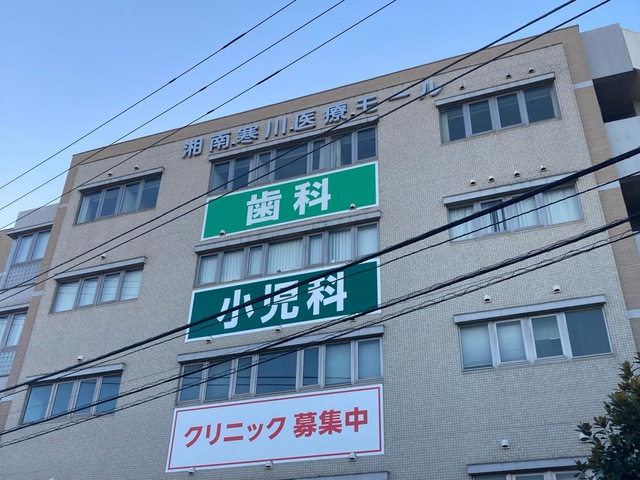 湘南寒川医療モール
歯科
小児科
クリニック 募集中